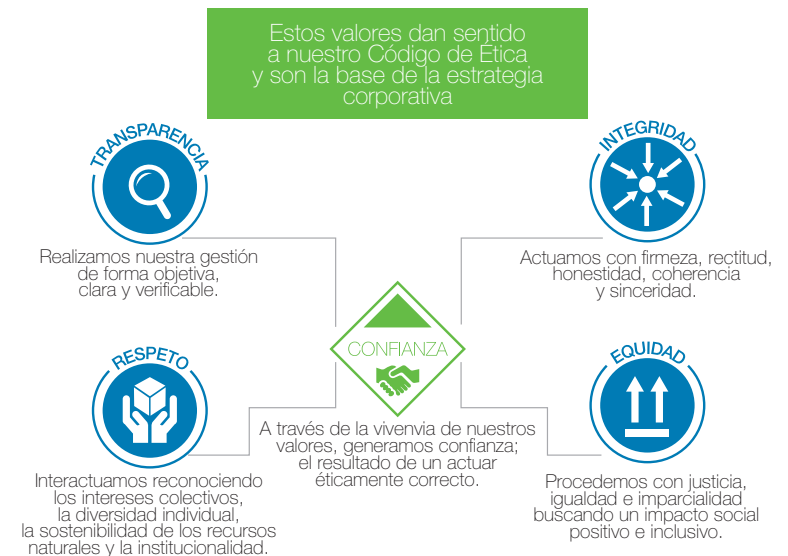 Estos valores dan sentido
a nuestro Código de Ética
y son la base de la estrategia
corporativa
TRANSPARENCIA
Realizamos nuestra gestión
de forma objetiva,
clara y verificable.
INTEGRIDAD
Actuamos con firmeza, rectitud,
honestidad, coherencia
y sinceridad.
CONFIANZA
A través de la vivenvia de nuestros
valores, generamos confianza;
el resultado de un actuar
éticamente correcto.
RESPETO
Interactuamos reconociendo
los intereses colectivos,
la diversidad individual,
la sostenibilidad de los recursos
naturales y la institucionalidad.
EQUIDAD
Procedemos con justicia,
igualdad e imparcialidad
buscando un impacto social
positivo e inclusivo.